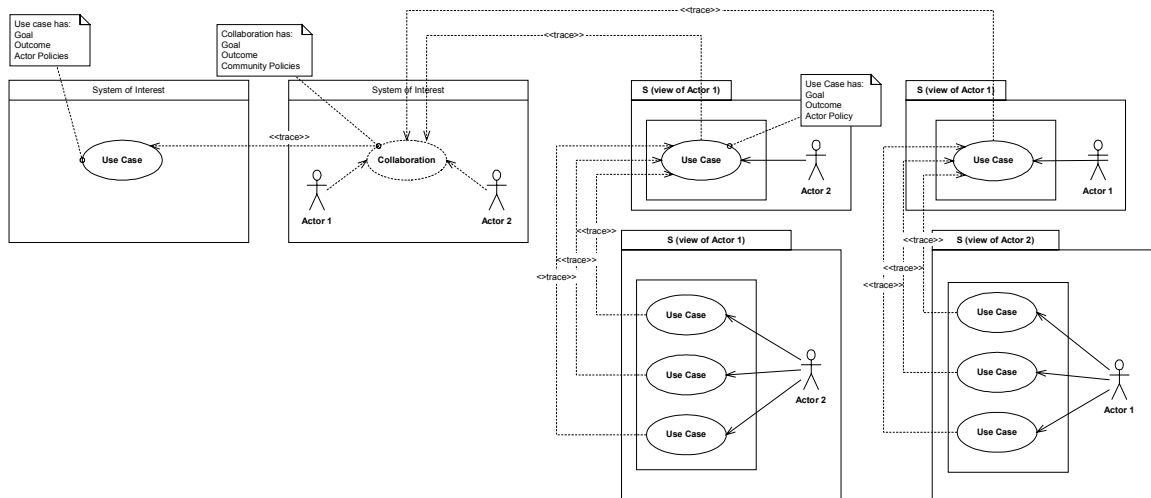 <<trace>>
Use case has:
Goal
Outcome
Actor Policies
Collaboration has:
Goal
Outcome
Community Policies
<<trace>>
System of Interest
System of Interest
S (view of Actor 1)
Use Case has:
Goal
Outcome
Actor Policy
S (view of Actor 1)
<<trace>>
Use Case
Collaboration
Use Case
Use Case
Actor 1
Actor 2
Actor 2
Actor 1
<<trace>>
<<trace>>
<>trace>>
S (view of Actor 1)
<<trace>>
<<trace>>
<<trace>>
S (view of Actor 2)
Use Case
Use Case
Use Case
Actor 2
Use Case
Use Case
Use Case
Actor 1